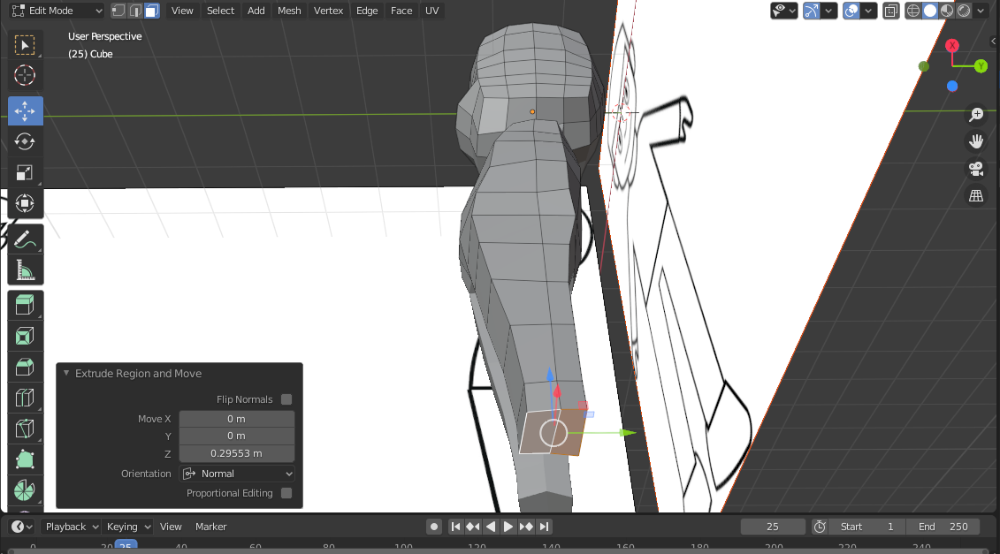 Edit Mode View Select Add Mesh Vertex Edge Face UV
User Perspective
(25) Cube
X
Y
Extrude Region and Move
Flip Normals
Move X 0 m
Y 0 m
Z 0.29553 m
Orientation Normal
Proportional Editing
Playback Keying View Marker 25 Start 1 End 250
0 20 25 40 60 80 100 120 140 160 180 200 220 240